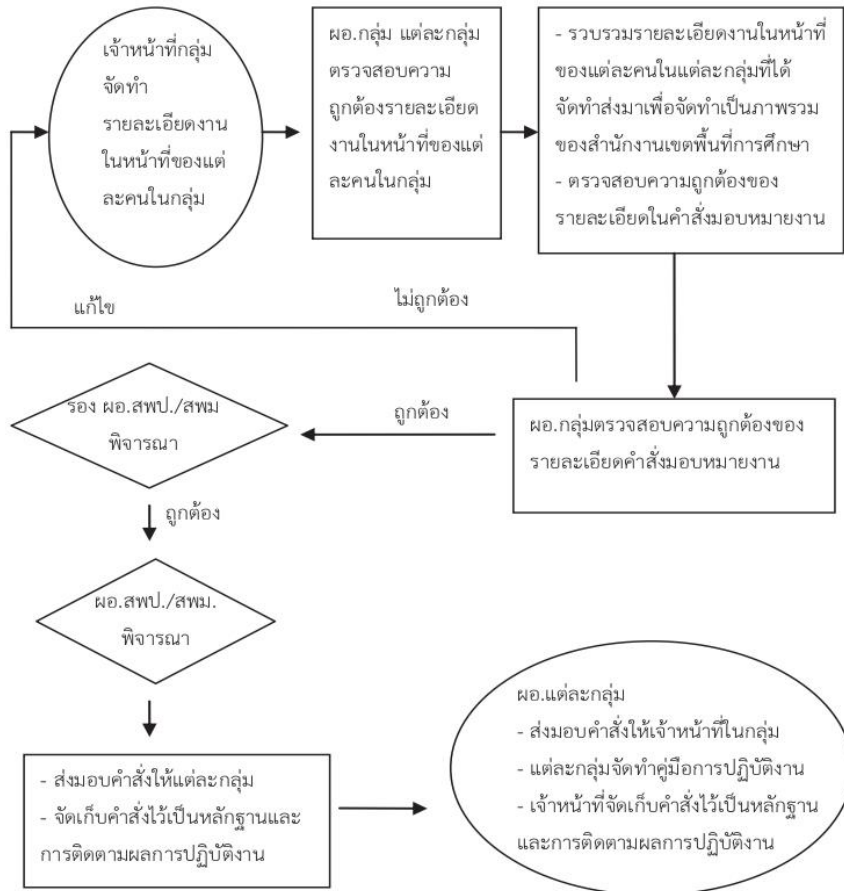 เจ้าหน้าที่กลุ่ม
จัดทำ
รายละเอียดงาน
ในหน้าที่ของแต่
ละคนในกลุ่ม
ผอ.กลุ่ม แต่ละกลุ่ม
ตรวจสอบความ
ถูกต้องรายละเอียด
งานในหน้าที่ของแต่
ละคนในกลุ่ม
- รวบรวมรายละเอียดงานในหน้าที่
ของแต่ละคนในแต่ละกลุ่มที่ได้
จัดทำส่งมาเพื่อจัดทำเป็นภาพรวม
ของสำนักงานเขตพื้นที่การศึกษา
- ตรวจสอบความถูกต้องของ
รายละเอียดในคำสั่งมอบหมายงาน
แก้ไข
ไม่ถูกต้อง
ผอ.กลุ่มตรวจสอบความถูกต้องของ
รายละเอียดคำสั่งมอบหมายงาน
ถูกต้อง
รอง ผอ.สพป./สพม
พิจารณา
ถูกต้อง
ผอ.สพป./สพม.
พิจารณา
- ส่งมอบคำสั่งให้แต่ละกลุ่ม
- จัดเก็บคำสั่งไว้เป็นหลักฐานและ
การติดตามผลการปฏิบัติงาน
ผอ.แต่ละกลุ่ม
- ส่งมอบคำสั่งให้เจ้าหน้าที่ในกลุ่ม
- แต่ละกลุ่มจัดทำคู่มือการปฏิบัติงาน
- เจ้าหน้าที่จัดเก็บคำสั่งไว้เป็นหลักฐาน
และการติดตามผลการปฏิบัติงาน